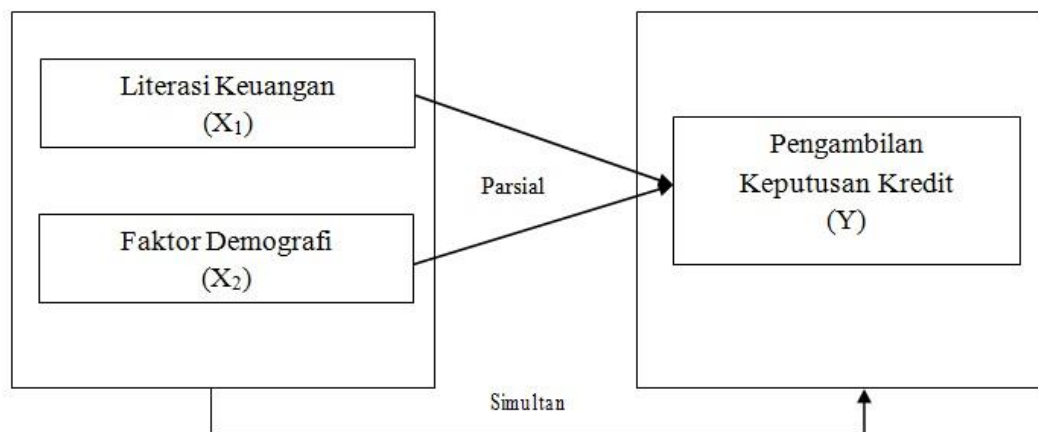 Literasi Keuangan
(X₁)
Parsial
Faktor Demografi
(X₂)
Pengambilan
Keputusan Kredit
(Y)
Simultan